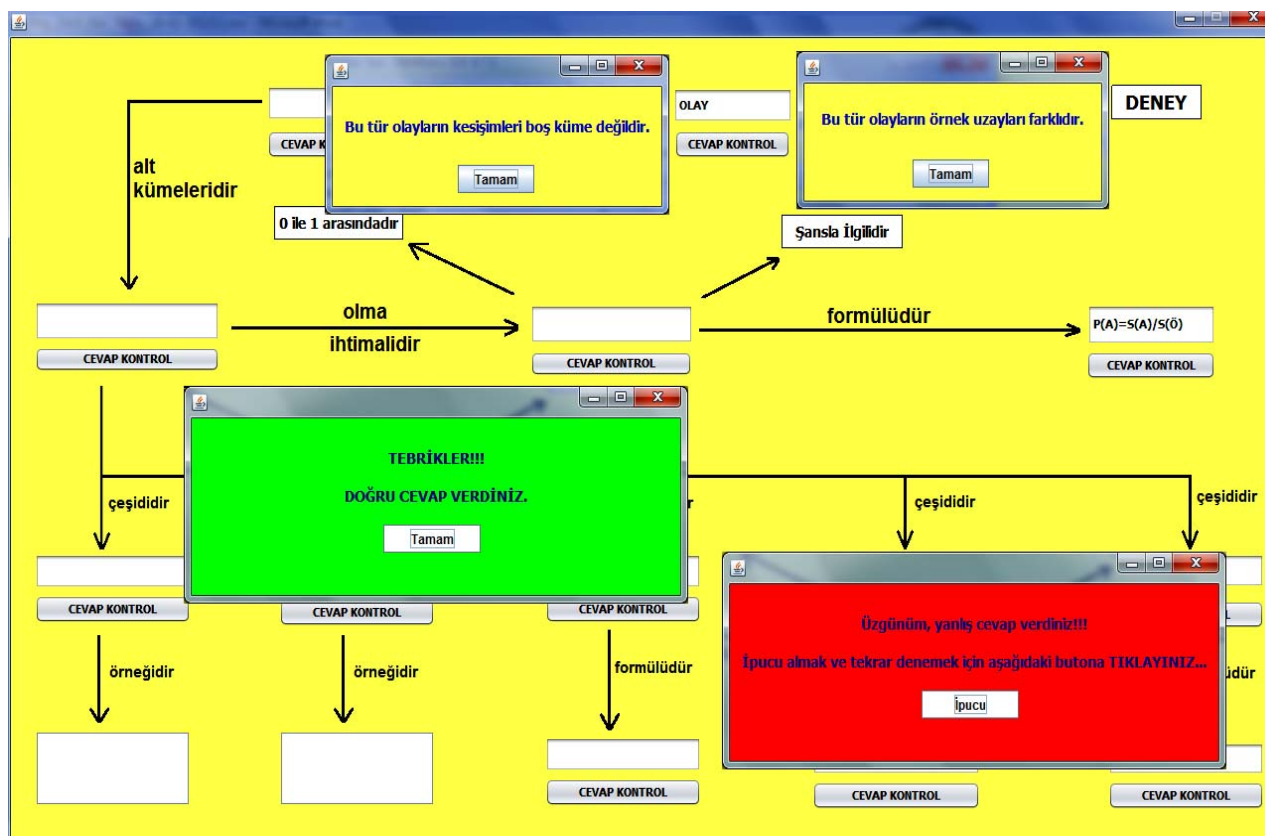 Bu tür olayların kesişimleri boş küme değildir.
Tamam
OLAY
CEVAP KONTROL
Bu tür olayların örnek uzayları farklıdır.
Tamam
DENEY
CEVAP K
alt
kümeleridir
0 ile 1 arasındadır
Şansla İlgilidir
olma
ihtimalidir
formülüdür
P(A)=S(A)/S(Ö)
CEVAP KONTROL
CEVAP KONTROL
CEVAP KONTROL
TEBRİKLER!!!
DOĞRU CEVAP VERDİNİZ.
Tamam
çeşididir
r
çeşididir
çeşididir
CEVAP KONTROL
CEVAP KONTROL
CEVAP KONTROL
L
Üzgünüm, yanlış cevap verdiniz!!!
İpucu almak ve tekrar denemek için aşağıdaki butona TIKLAYINIZ...
İpucu
örneğidir
örneğidir
formülüdür
üdür
CEVAP KONTROL
CEVAP KONTROL
CEVAP KONTROL